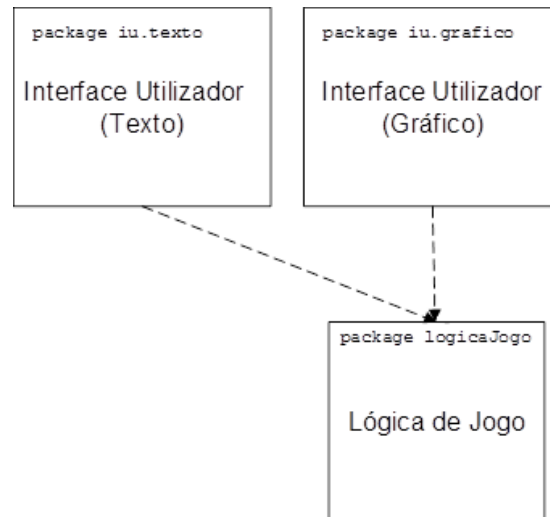 package iu.texto
Interface Utilizador
(Texto)
package iu.grafico
Interface Utilizador
(Gráfico)
package logicaJogo
Lógica de Jogo